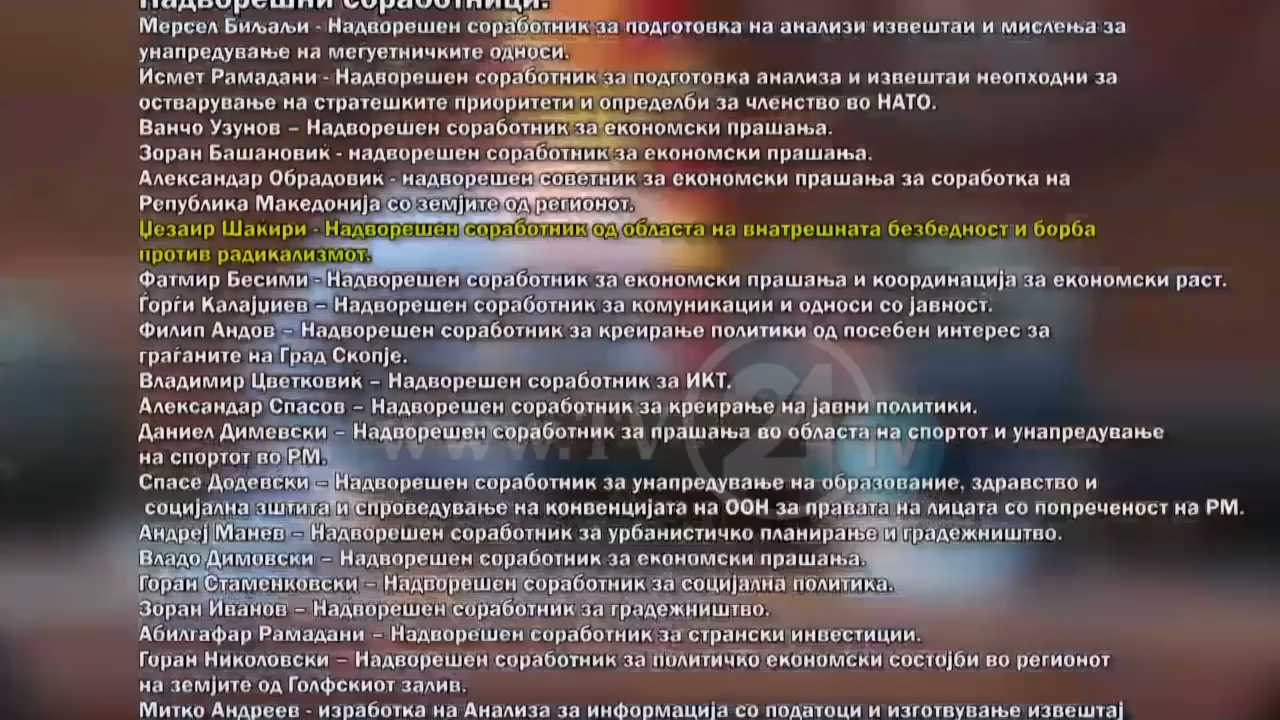 Надворешни соработници:
Мерсел Биљаљи - Надворешен соработник за подготовка на анализи извештаи и мислења за
унапредување на меѓуетничките односи.
Исмет Рамадани - Надворешен соработник за подготовка анализа и извештаи неопходни за
остварување на стратешките приоритети и определби за членство во НАТО.
Ванчо Узунов – Надворешен соработник за економски прашања.
Зоран Башановиќ - надворешен соработник за економски прашања.
Александар Обрадовиќ - надворешен советник за економски прашања за соработка на
Република Македонија со земјите од регионот.
Џезаир Шаќири - Надворешен соработник од областа на внатрешната безбедност и борба
против радикализмот.
Фатмир Бесими - Надворешен соработник за економски прашања и координација за економски раст.
Ѓорѓи Калајџиев – Надворешен соработник за комуникации и односи со јавност.
Филип Андов – Надворешен соработник за креирање политики од посебен интерес за
граѓаните на Град Скопје.
Владимир Цветковиќ – Надворешен соработник за ИКТ.
Александар Спасов – Надворешен соработник за креирање на јавни политики.
Даниел Димевски – Надворешен соработник за прашања во областа на спортот и унапредување
на спортот во РМ.
Спасе Додевски – Надворешен соработник за унапредување на образование, здравство и
социјална зштита и спроведување на конвенцијата на ООН за правата на лицата со попреченост на РМ.
Андреј Манев – Надворешен соработник за урбанистичко планирање и градежништво.
Владо Димовски – Надворешен соработник за економски прашања.
Горан Стаменковски – Надворешен соработник за социјална политика.
Зоран Иванов – Надворешен соработник за градежништво.
Абилгафар Рамадани – Надворешен соработник за странски инвестиции.
Горан Николовски – Надворешен соработник за политичко економски состојби во регионот
на земјите од Голфскиот залив.
Митко Андреев - изработка на Анализа за информација со податоци и изготвување извештај
21